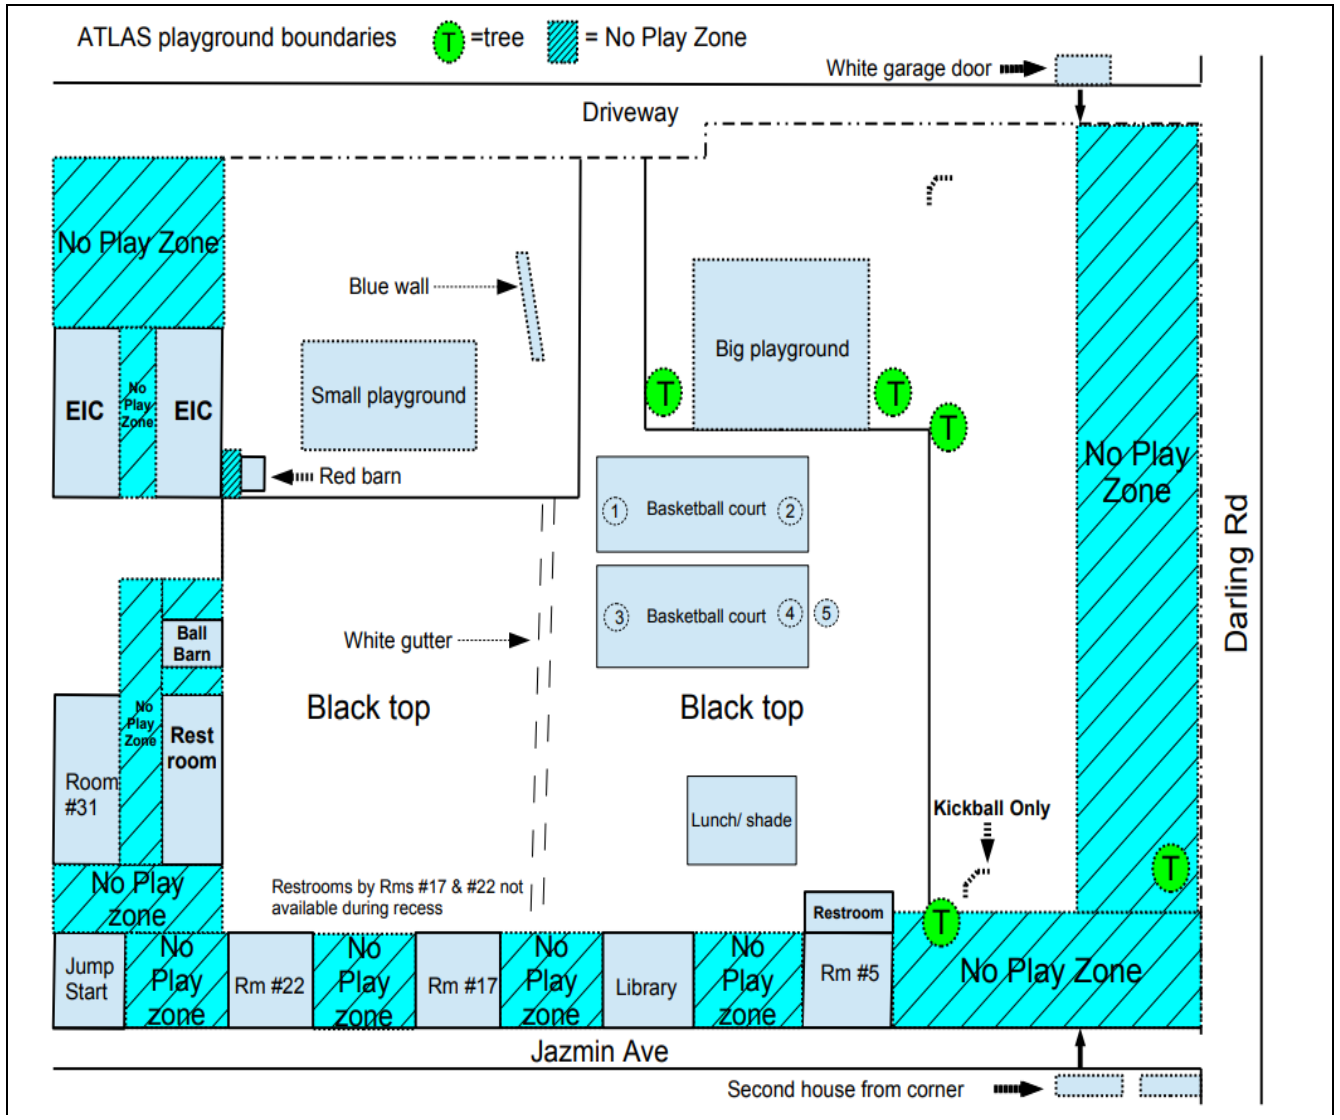 ATLAS playground boundaries
T =tree
= No Play Zone
White garage door
Driveway
No Play Zone
Blue wall
Big playground
Small playground
EIC
No
Play
Zone
EIC
T
T
T
No Play
Zone
Red barn
1 Basketball court 2
3 Basketball court 4 5
Darling Rd
Ball
Barn
White gutter
No
Play
Zone
Rest
room
Black top
Black top
Room
#31
Lunch/ shade
Kickball Only
No Play
zone
T
Restrooms by Rms #17 & #22 not
available during recess
Restroom
T
Jump
Start
No
Play
zone
Rm #22
No
Play
zone
Rm #17
No
Play
zone
Library
No
Play
zone
Rm #5
No Play Zone
Jazmin Ave
Second house from corner